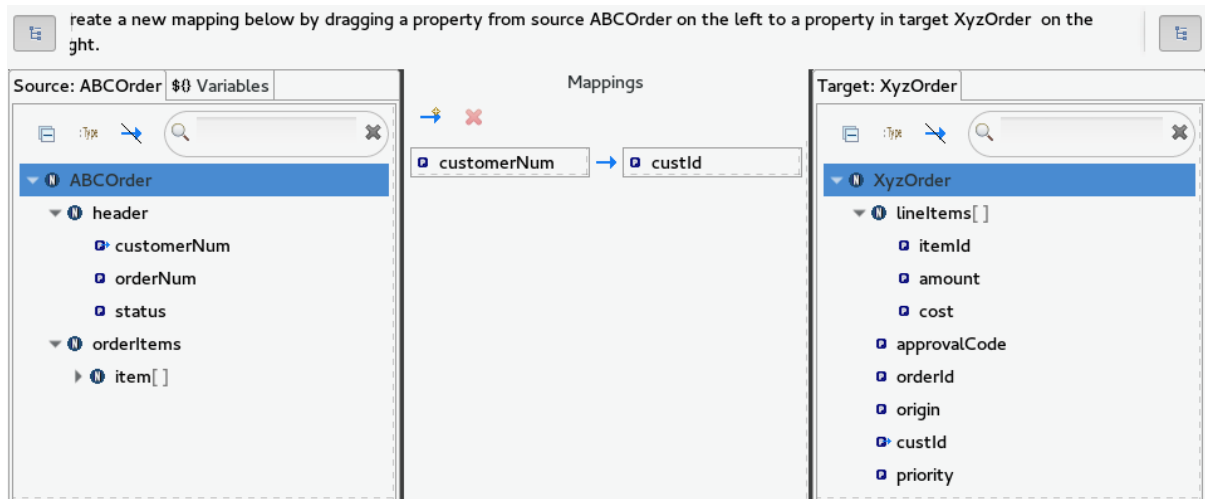 reate a new mapping below by dragging a property from source ABCOrder on the left to a property in target XyzOrder on the
ght.
Source: ABCOrder
${} Variables
: Type
ABCOrder
header
customerNum
orderNum
status
orderItems
item[ ]
Mappings
customerNum
custId
Target: XyzOrder
: Type
XyzOrder
lineItems[ ]
itemId
amount
cost
approvalCode
orderId
origin
custId
priority